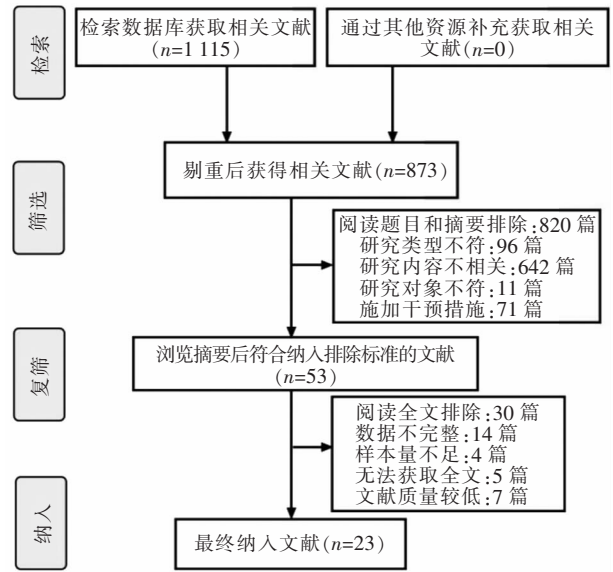 检索
检索数据库获取相关文献
(n=1 115)
通过其他资源补充获取相关
文献(n=0)
剔重后获得相关文献(n=873)
筛选
阅读题目和摘要排除:820 篇
研究类型不符:96 篇
研究内容不相关:642 篇
研究对象不符:11 篇
施加干预措施:71 篇
复筛
浏览摘要后符合纳入排除标准的文献
(n=53)
阅读全文排除:30 篇
数据不完整:14 篇
样本量不足:4 篇
无法获取全文:5 篇
文献质量较低:7 篇
纳入
最终纳入文献(n=23)